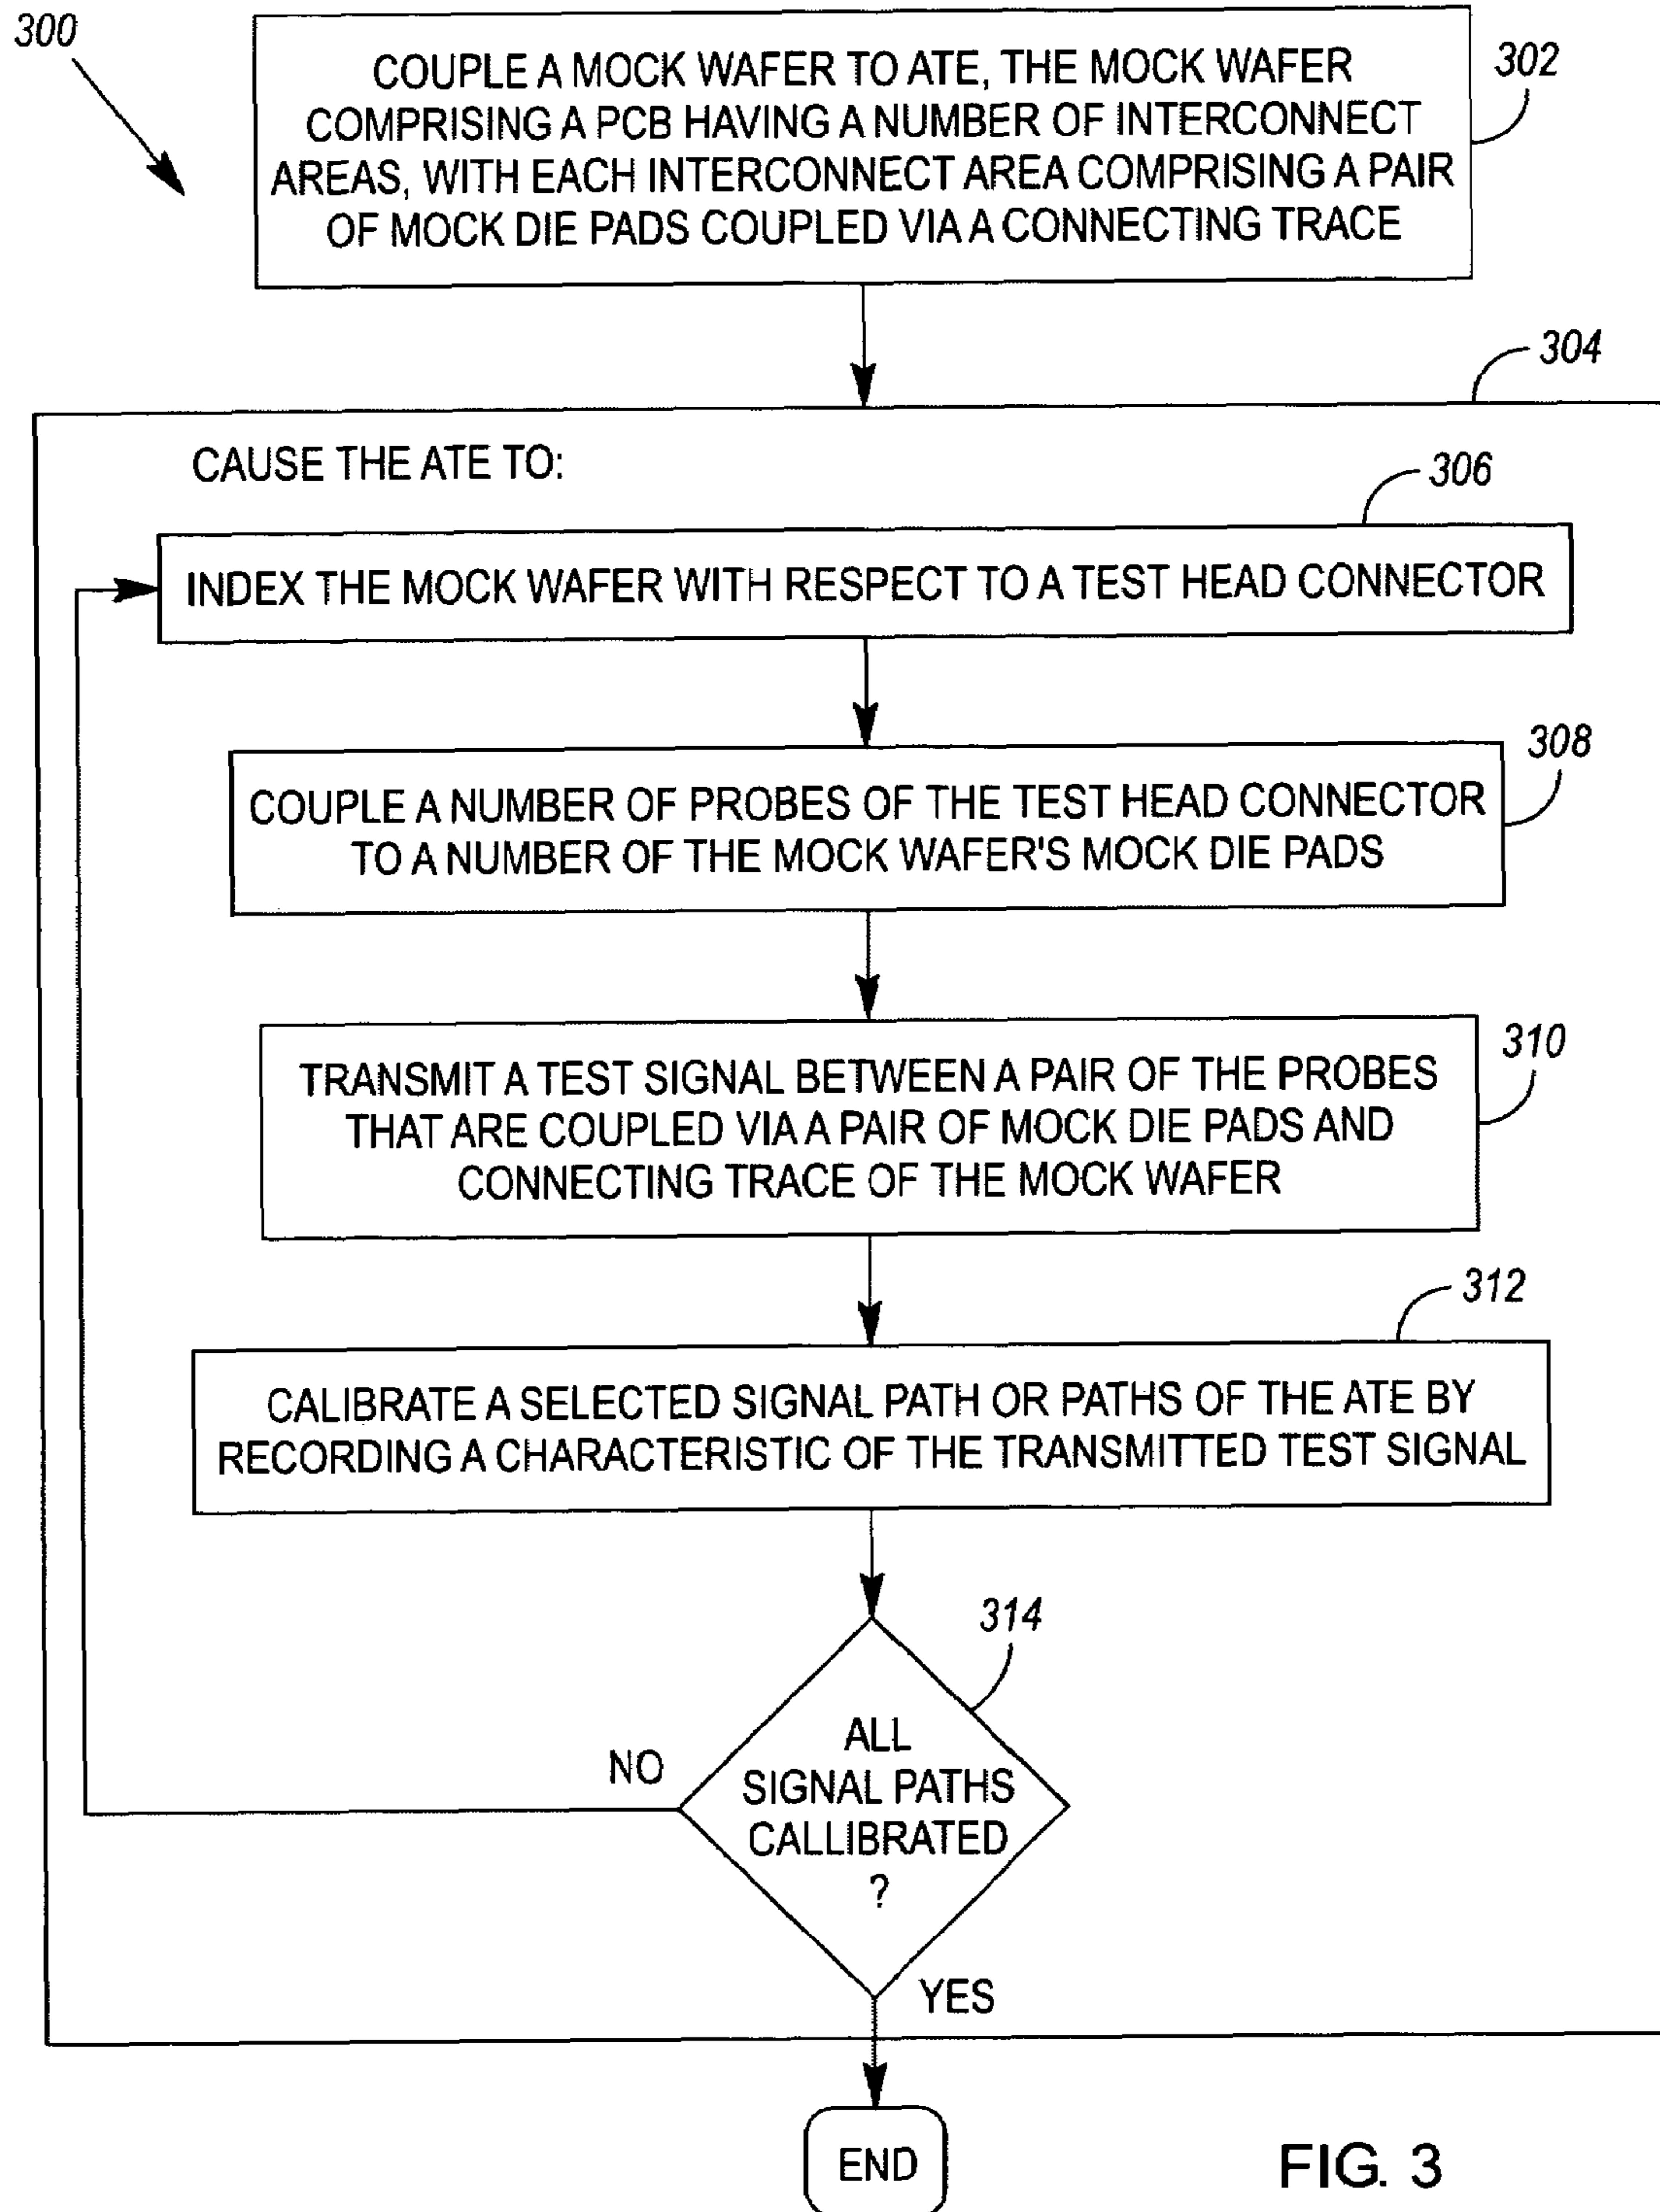 300
COUPLE A MOCK WAFER TO ATE, THE MOCK WAFER
COMPRISING A PCB HAVING A NUMBER OF INTERCONNECT
AREAS, WITH EACH INTERCONNECT AREA COMPRISING A PAIR
OF MOCK DIE PADS COUPLED VIA A CONNECTING TRACE
302
304
CAUSE THE ATE TO:
306
INDEX THE MOCK WAFER WITH RESPECT TO A TEST HEAD CONNECTOR
308
COUPLE A NUMBER OF PROBES OF THE TEST HEAD CONNECTOR
TO A NUMBER OF THE MOCK WAFER'S MOCK DIE PADS
310
TRANSMIT A TEST SIGNAL BETWEEN A PAIR OF THE PROBES
THAT ARE COUPLED VIA A PAIR OF MOCK DIE PADS AND
CONNECTING TRACE OF THE MOCK WAFER
312
CALIBRATE A SELECTED SIGNAL PATH OR PATHS OF THE ATE BY
RECORDING A CHARACTERISTIC OF THE TRANSMITTED TEST SIGNAL
314
ALL
SIGNAL PATHS
CALLIBRATED
?
NO
YES
END
FIG. 3